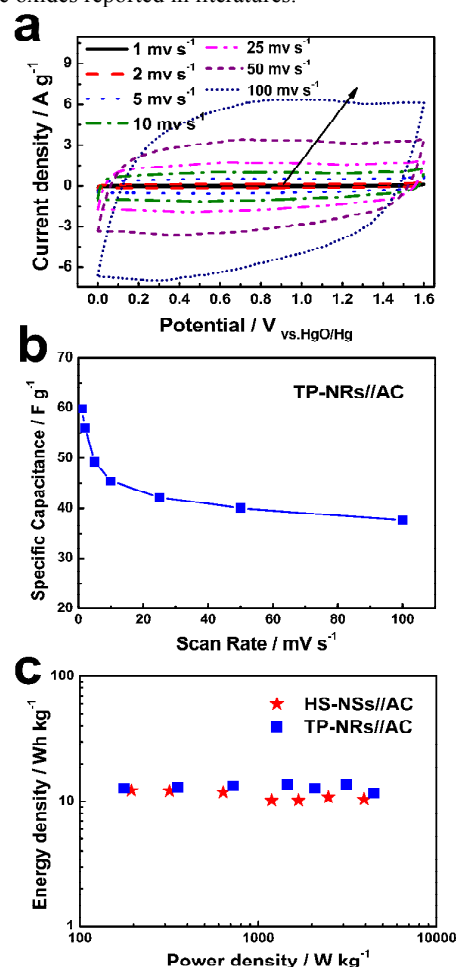 e oxides reported in literatures.
a
1 mv s-1
2 mv s-1
5 mv s-1
10 mv s-1
25 mv s-1
50 mv s-1
100 mv s-1
Current density / A g-1
9
6
3
0
-3
-6
0.0 0.2 0.4 0.6 0.8 1.0 1.2 1.4 1.6
Potential / V vs.HgO/Hg
b
TP-NRs//AC
Specific Capacitance / F g-1
70
60
50
40
30
20
0 20 40 60 80 100
Scan Rate / mV s-1
c
HS-NSs//AC
TP-NRs//AC
Energy density / Wh kg-1
100
10
1
100 1000 10000
Power density / W kg-1